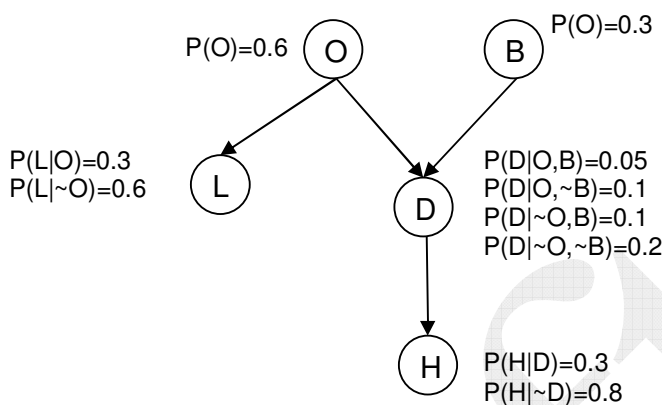 P(O)=0.6
O
B
P(O)=0.3
P(L|O)=0.3
P(L|~O)=0.6
L
D
P(D|O,B)=0.05
P(D|O,~B)=0.1
P(D|~O,B)=0.1
P(D|~O,~B)=0.2
H
P(H|D)=0.3
P(H|~D)=0.8